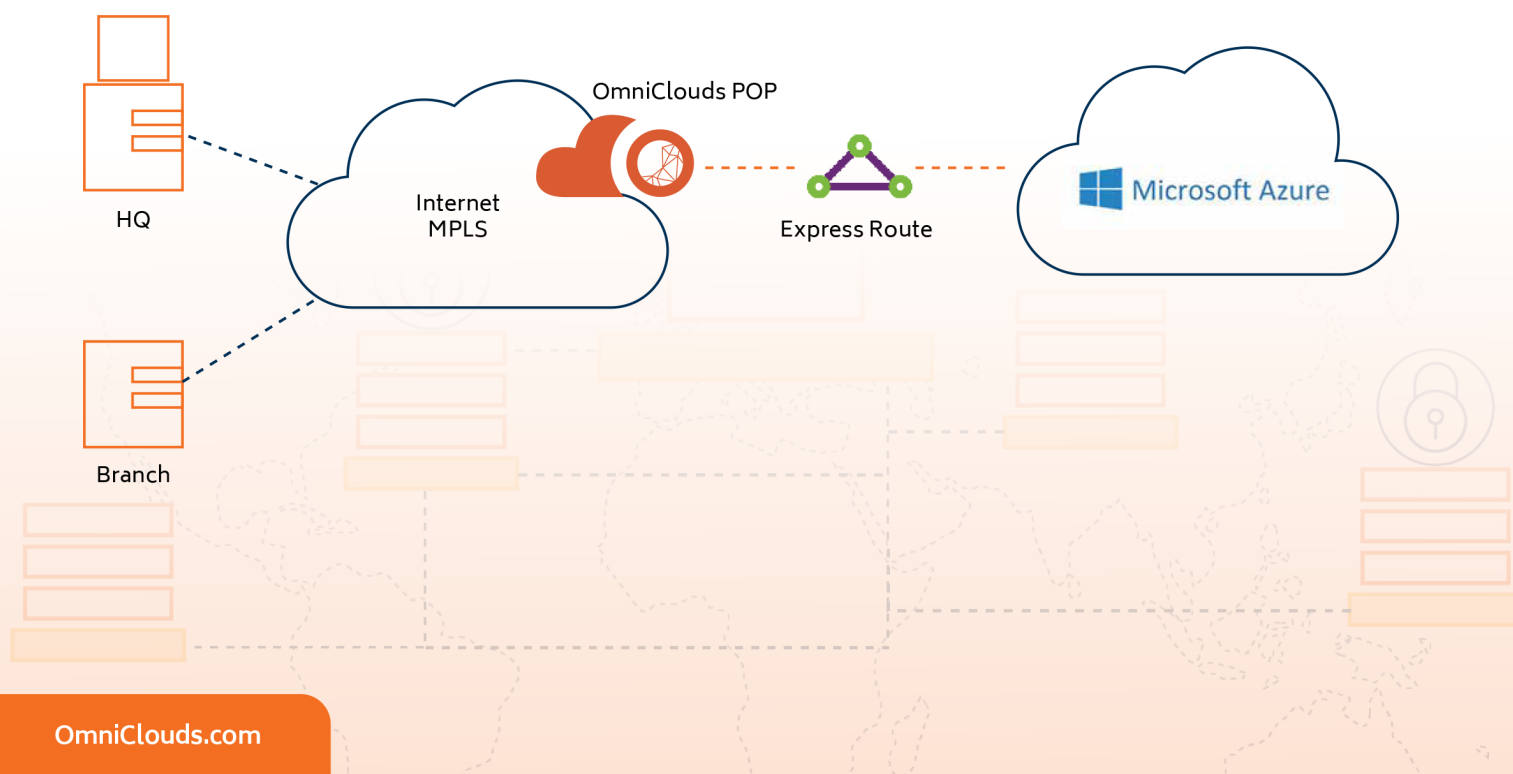 OmniClouds POP
HQ
Internet
MPLS
Express Route
Microsoft Azure
Branch
OmniClouds.com